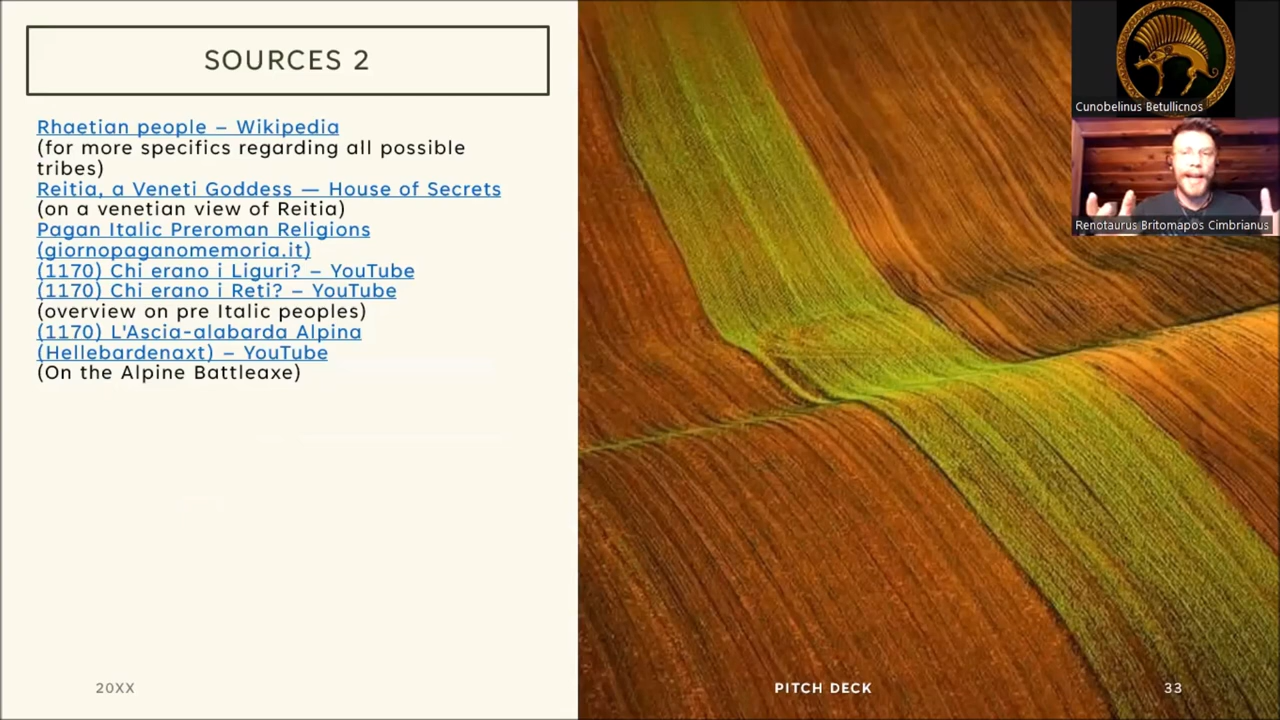 SOURCES 2
Rhaetian people – Wikipedia
(for more specifics regarding all possible
tribes)
Reitia, a Veneti Goddess — House of Secrets
(on a venetian view of Reitia)
Pagan Italic Preroman Religions
(giornopaganomemoria.it)
(1170) Chi erano i Liguri? – YouTube
(1170) Chi erano i Reti? – YouTube
(overview on pre Italic peoples)
(1170) L'Ascia-alabarda Alpina
(Hellebardenaxt) – YouTube
(On the Alpine Battleaxe)
Cunobelinus Betullicnos
Renotaurus Britomapos Cimbrianus
20XX
PITCH DECK
33